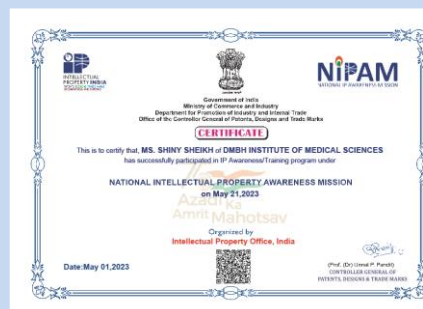 INTELLECTUAL
PROPERTY INDIA
NiPAM
NATIONAL IP AWARENESS MISSION
Government of India
Ministry of Commerce and Industry
Department for Promotion of Industry and Internal Trade
Office of the Controller General of Patents, Designs and Trade Marks
CERTIFICATE
This is to certify that, MS. SHINY SHEIKH of DMBH INSTITUTE OF MEDICAL SCIENCES
has successfully participated in IP Awareness/Training program under
NATIONAL INTELLECTUAL PROPERTY AWARENESS MISSION
on May 21,2023
Azadi Ka
Amrit Mahotsav
Organized by
Intellectual Property Office, India
Date:May 01,2023
(Prof. (Dr) Unnat P. Pandit)
CONTROLLER GENERAL OF
PATENTS, DESIGNS & TRADE MARKS